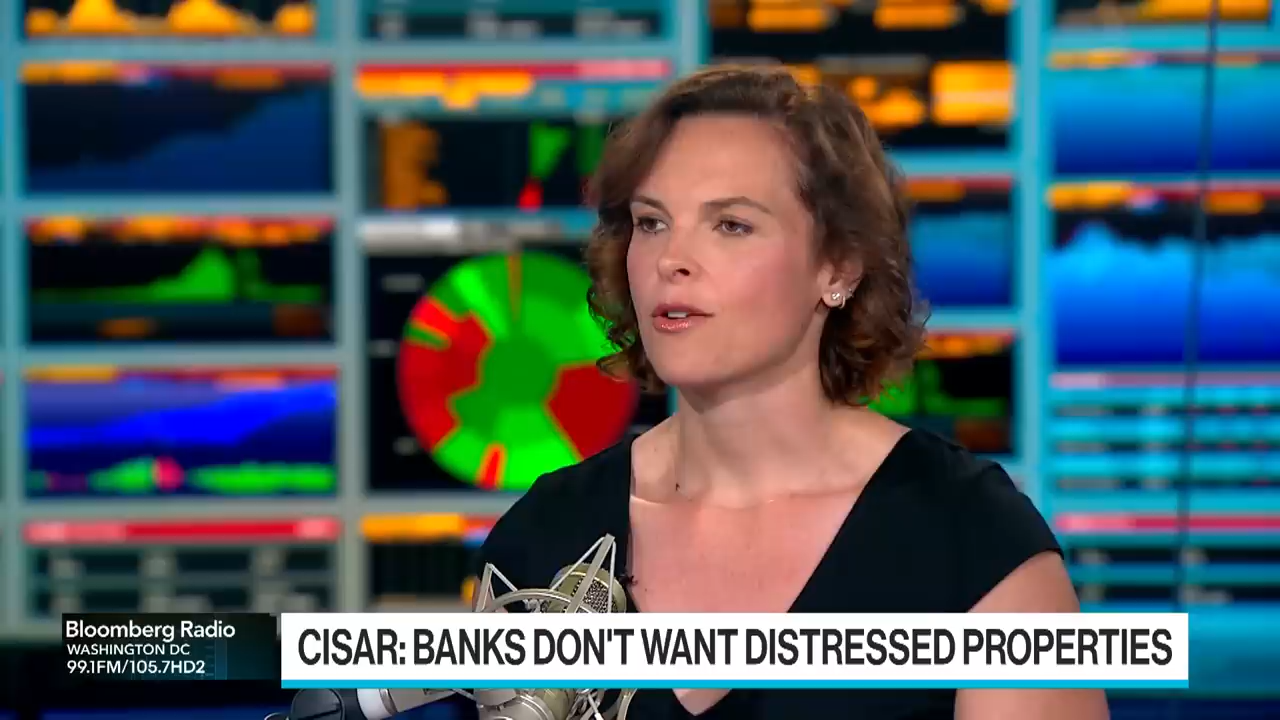 Bloomberg Radio
WASHINGTON DC
99.1FM/105.7HD2
CISAR: BANKS DON'T WANT DISTRESSED PROPERTIES